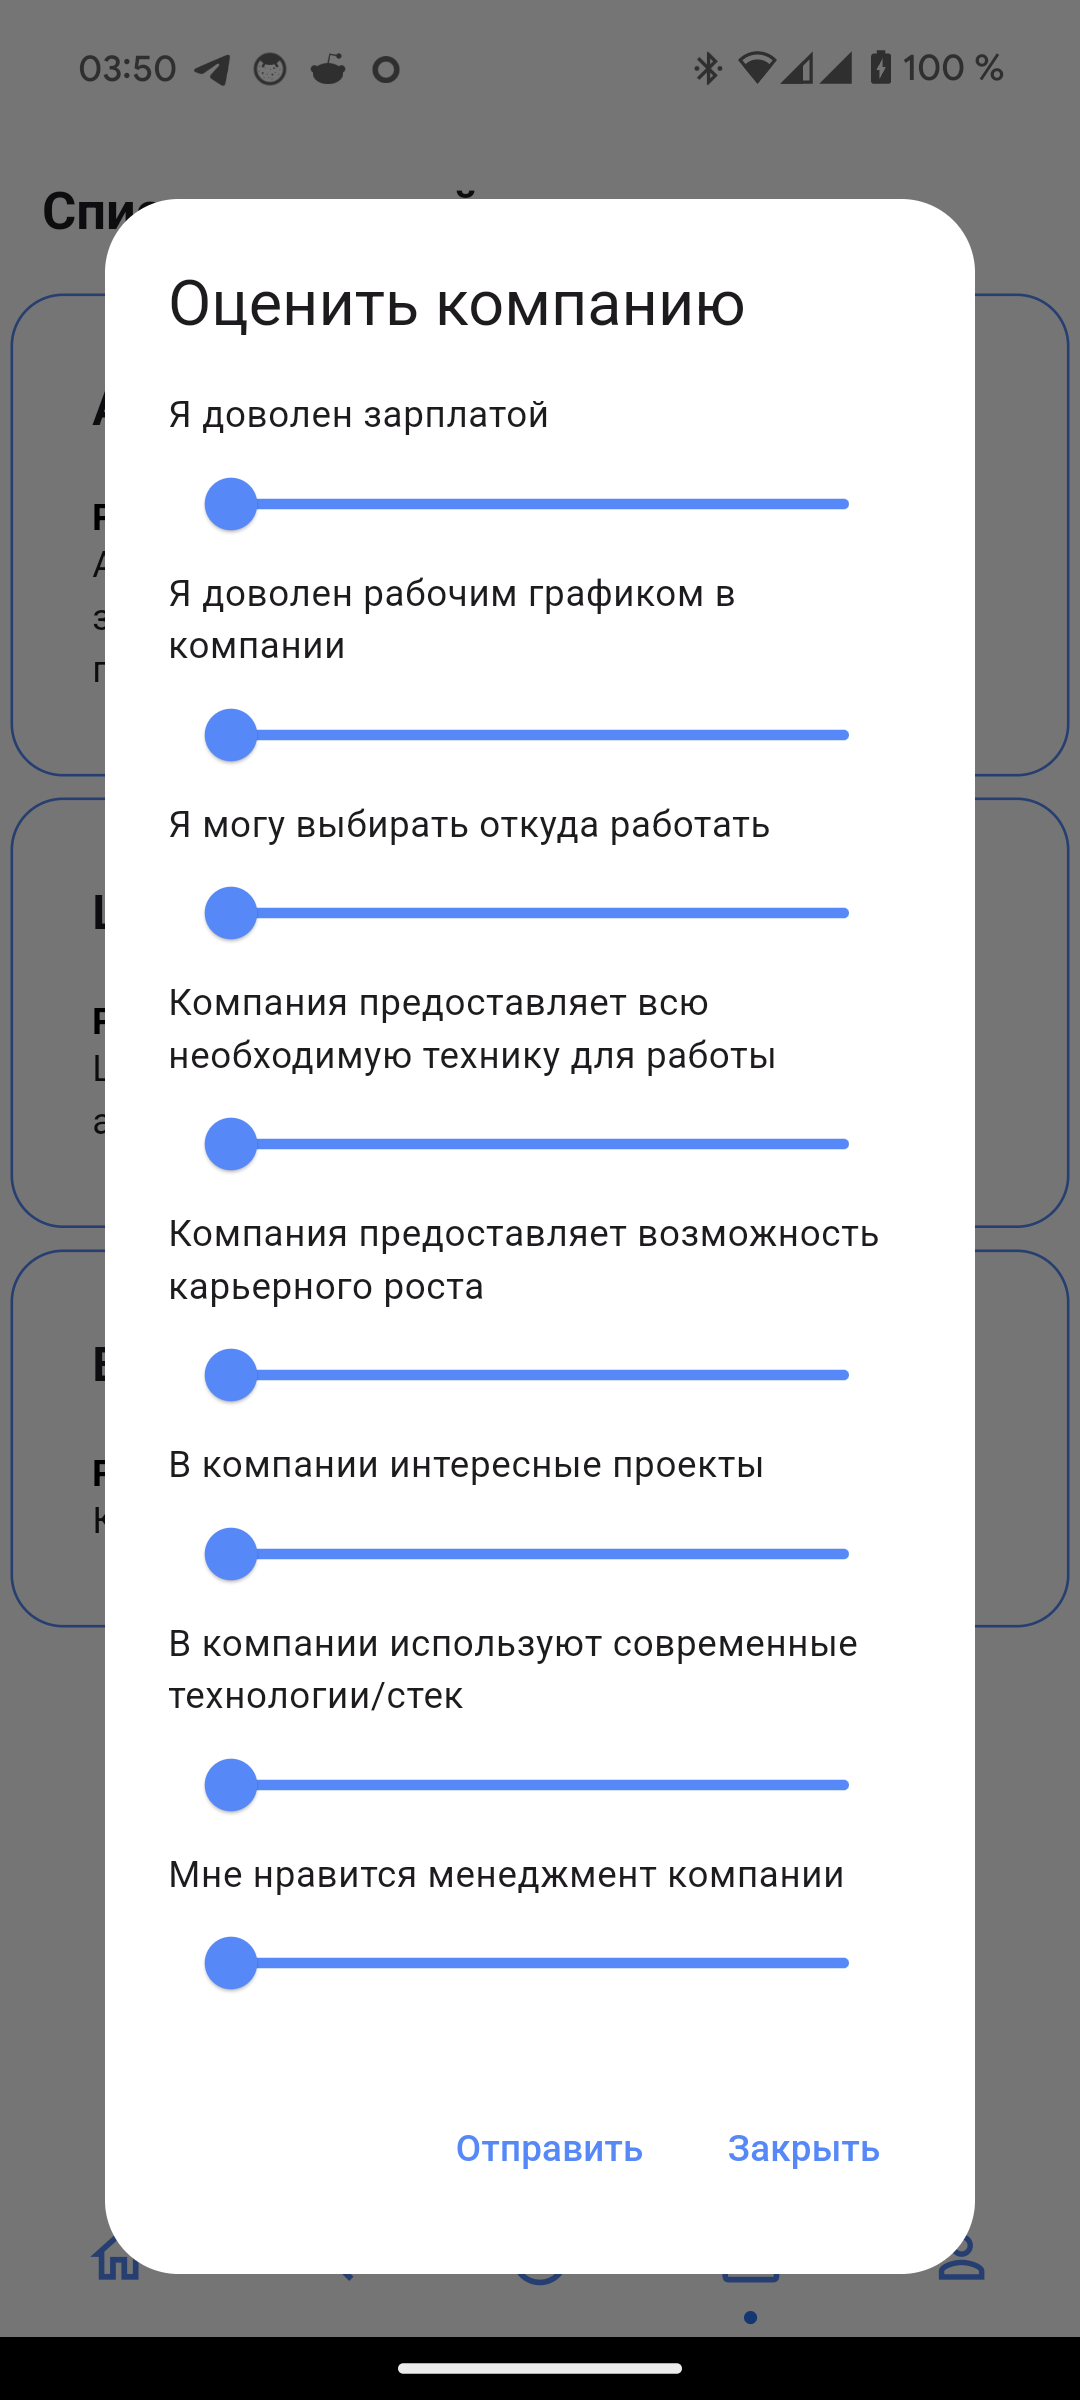 03:50
100 %
Оценить компанию
Я доволен зарплатой
Я доволен рабочим графиком в
компании
Я могу выбирать откуда работать
Компания предоставляет всю
необходимую технику для работы
Компания предоставляет возможность
карьерного роста
В компании интересные проекты
В компании используют современные
технологии/стек
Мне нравится менеджмент компании
Отправить
Закрыть